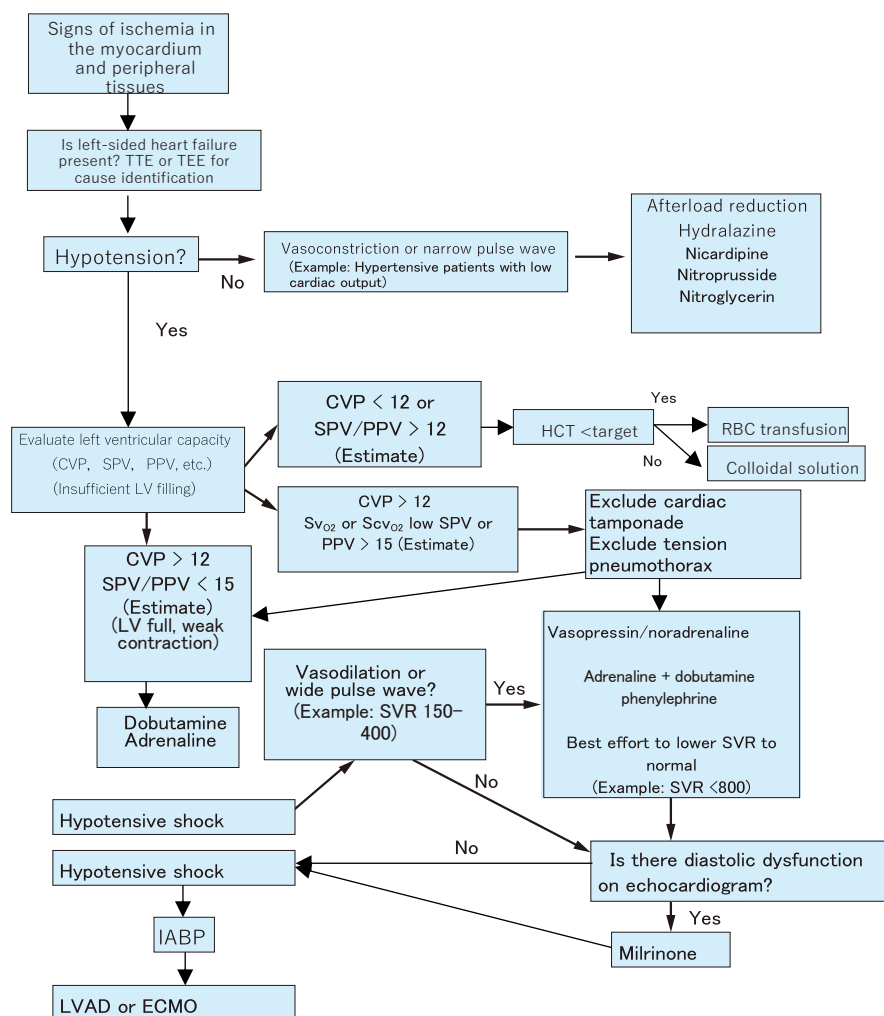 Signs of ischemia in
the myocardium
and peripheral
tissues
Is left-sided heart failure
present? TTE or TEE for
cause identification
Hypotension?
No
Vasoconstriction or narrow pulse wave
(Example: Hypertensive patients with low
cardiac output)
Afterload reduction
Hydralazine
Nicardipine
Nitroprusside
Nitroglycerin
Yes
Evaluate left ventricular capacity
(CVP, SPV, PPV, etc.)
(Insufficient LV filling)
CVP < 12 or
SPV/PPV > 12
(Estimate)
HCT <target
Yes
No
RBC transfusion
Colloidal solution
CVP > 12
SvO2 or ScvO2 low SPV or
PPV > 15 (Estimate)
Exclude cardiac
tamponade
Exclude tension
pneumothorax
CVP > 12
SPV/PPV < 15
(Estimate)
(LV full, weak
contraction)
Dobutamine
Adrenaline
Vasodilation or
wide pulse wave?
(Example: SVR 150-
400)
Yes
No
Vasopressin/noradrenaline
Adrenaline + dobutamine
phenylephrine
Best effort to lower SVR to
normal
(Example: SVR <800)
Hypotensive shock
Hypotensive shock
No
Is there diastolic dysfunction
on echocardiogram?
Yes
Milrinone
IABP
LVAD or ECMO